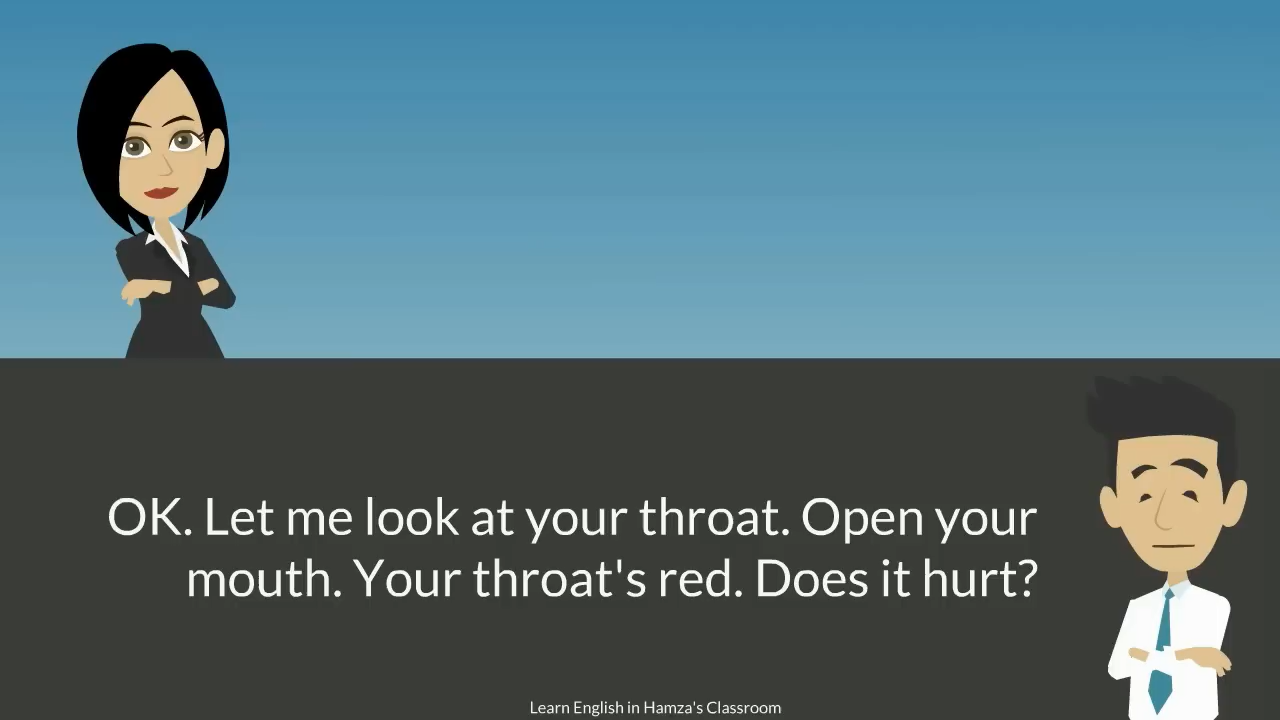 OK. Let me look at your throat. Open your
mouth. Your throat's red. Does it hurt?
Learn English in Hamza's Classroom